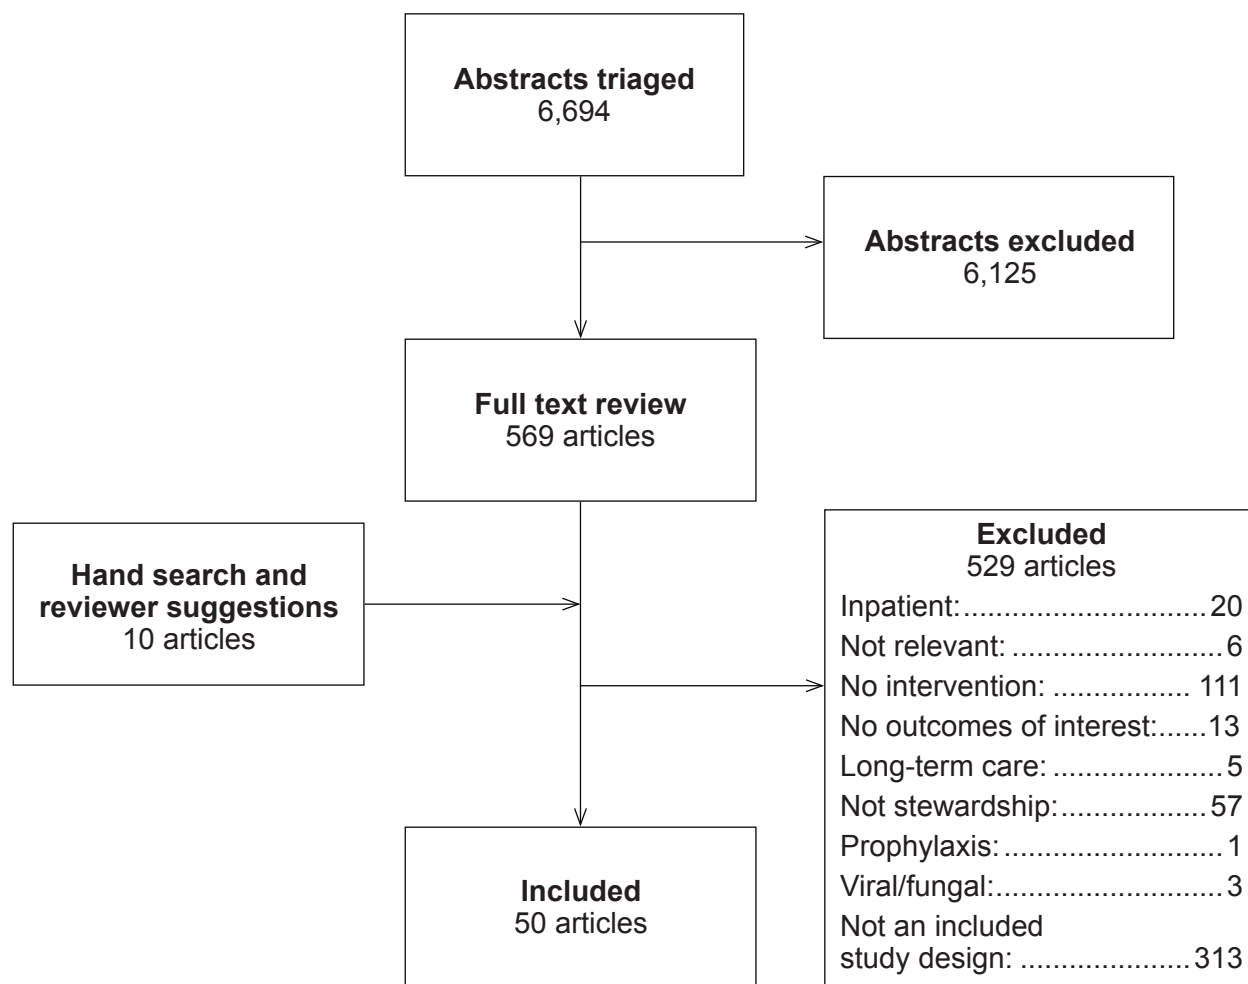 Abstracts triaged
6,694
Abstracts excluded
6,125
Full text review
569 articles
Hand search and
reviewer suggestions
10 articles
Excluded
529 articles
Inpatient:..............................20
Not relevant: ..........................6
No intervention: ................. 111
No outcomes of interest:......13
Long-term care: ....................5
Not stewardship:..................57
Prophylaxis:...........................1
Viral/fungal:............................3
Not an included
study design: .....................313
Included
50 articles